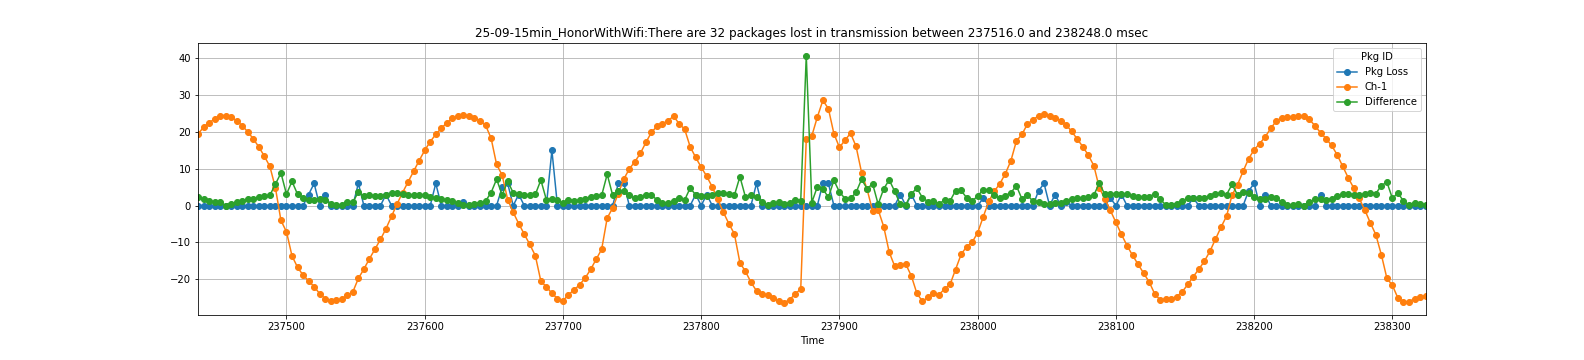 25-09-15min_HonorWithWifi:There are 32 packages lost in transmission between 237516.0 and 238248.0 msec
Pkg ID
Pkg Loss
Ch-1
Difference
40
30
20
10
0
−10
−20
237500 237600 237700 237800 237900 238000 238100 238200 238300
Time